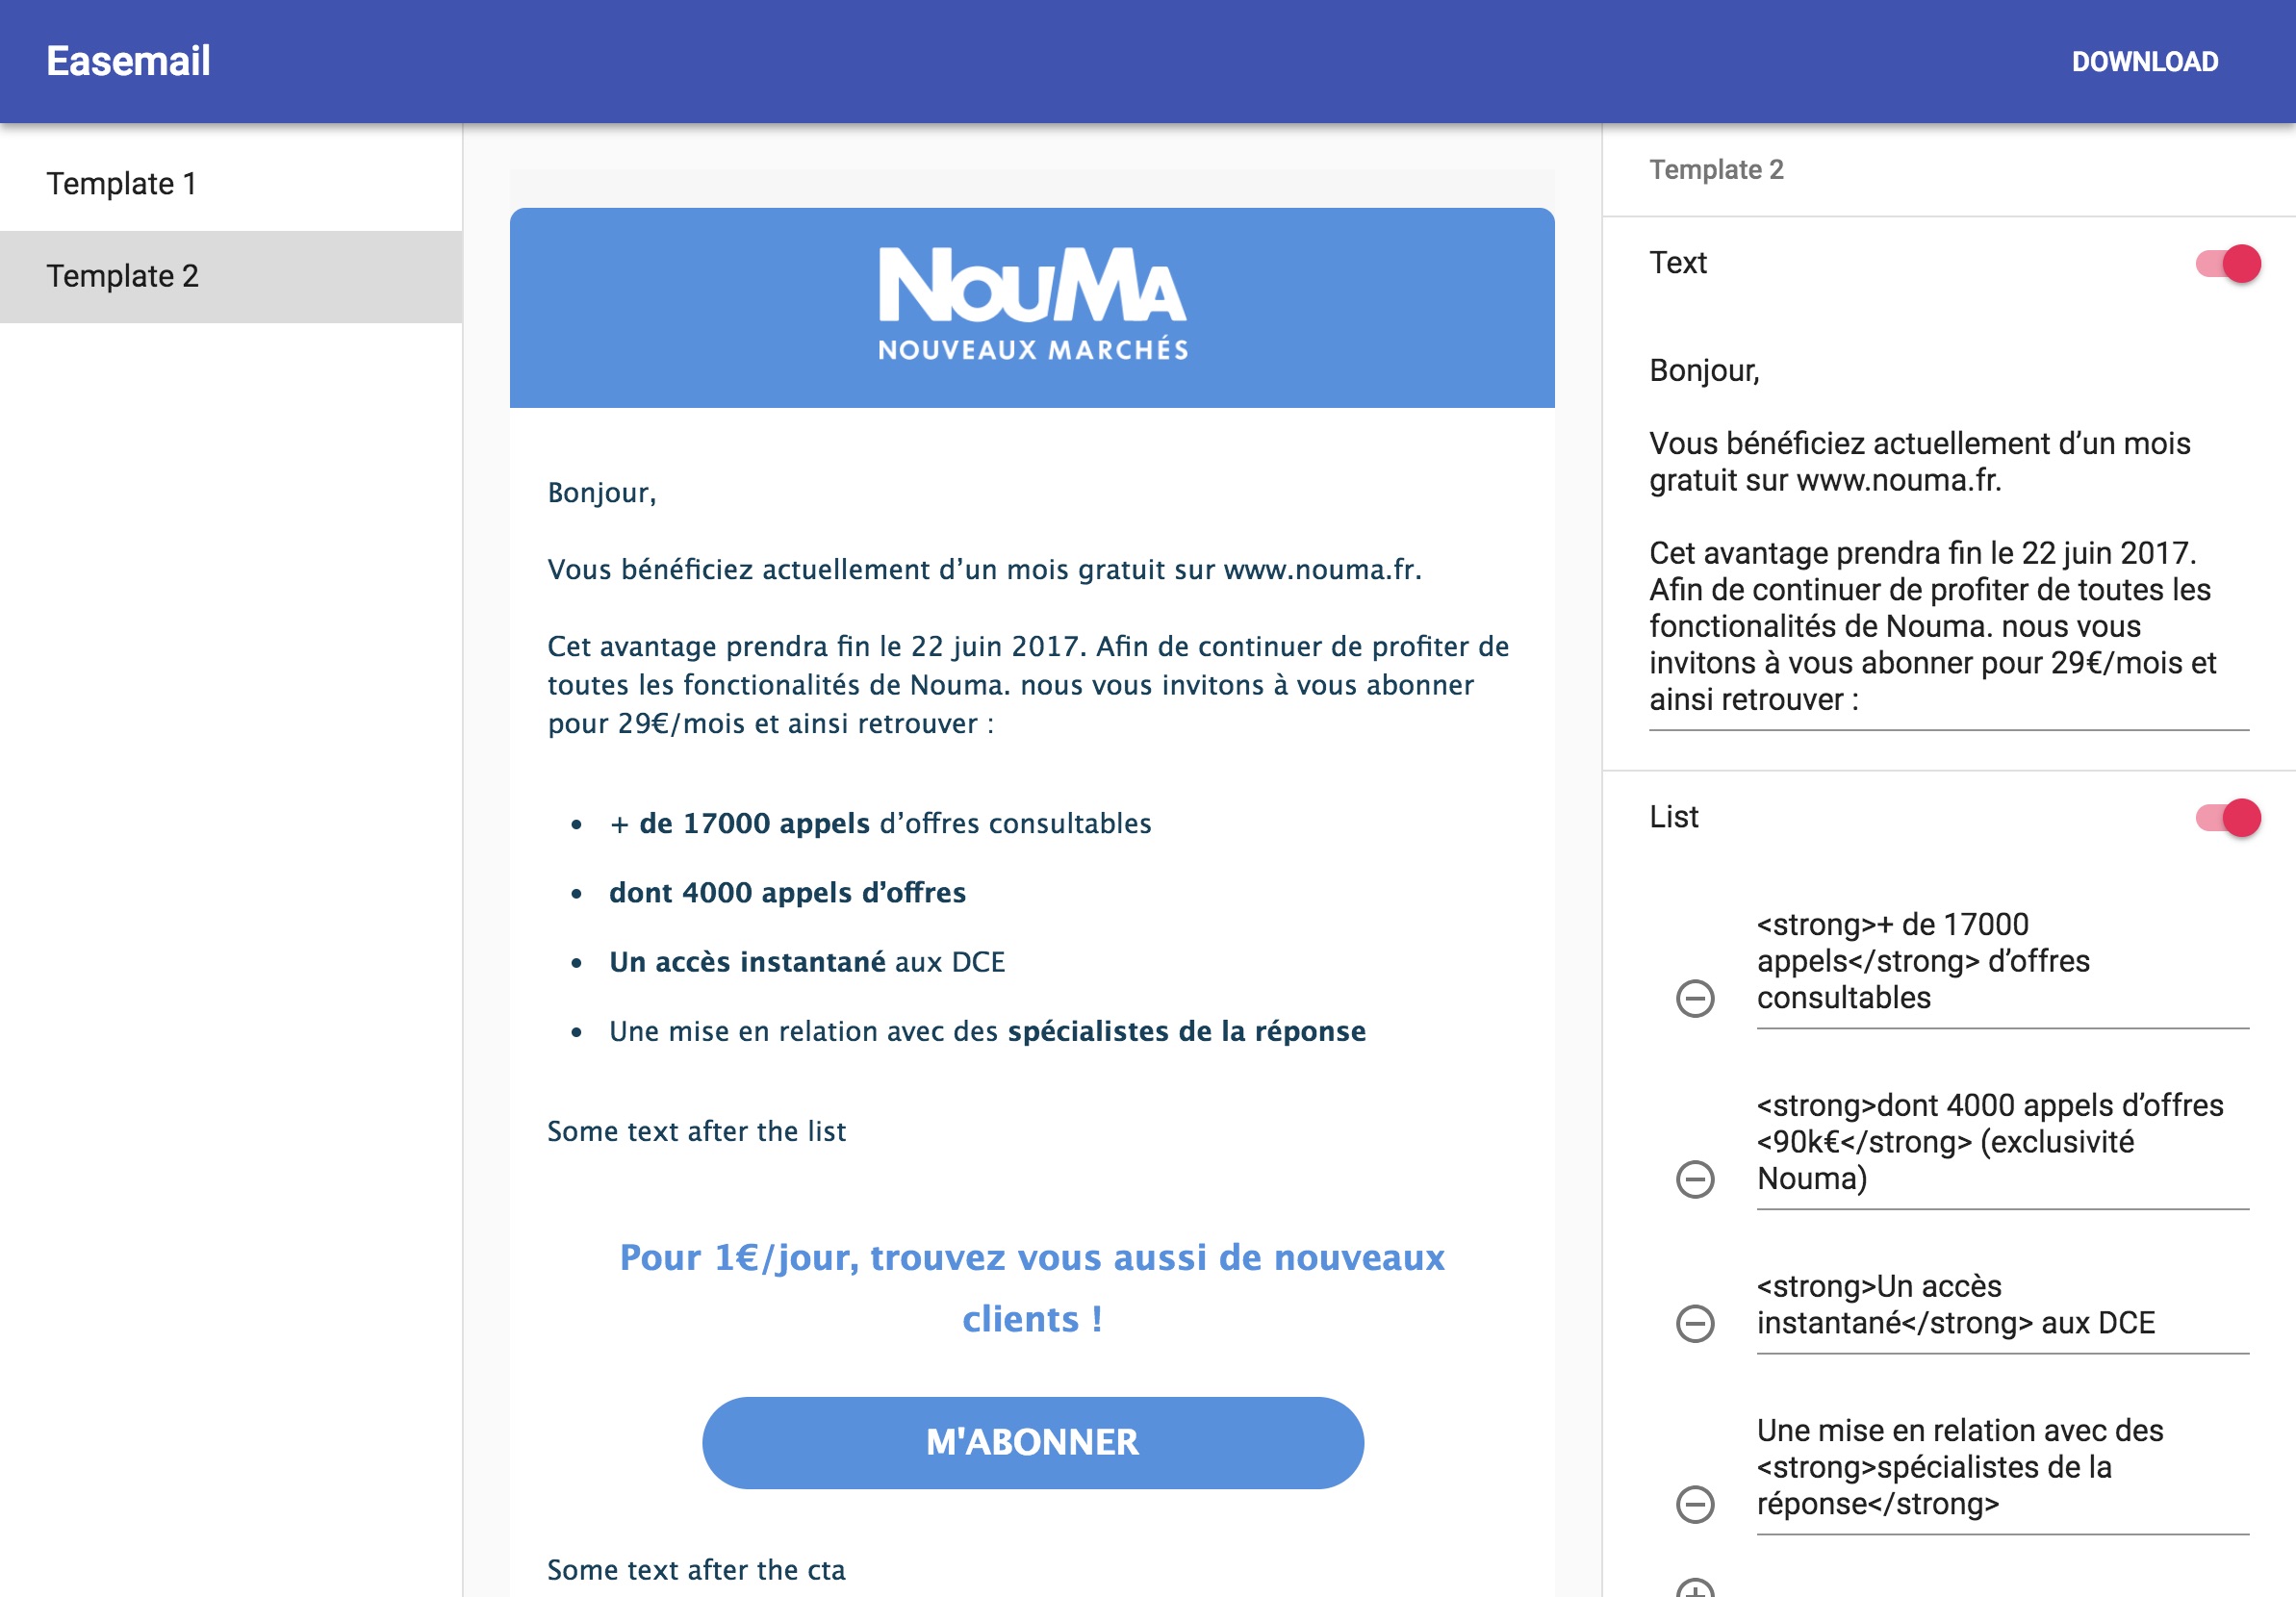 Easemail
DOWNLOAD
Template 1
Template 2
NOUMA
NOUVEAUX MARCHÉS
Bonjour,
Vous bénéficiez actuellement d’un mois gratuit sur www.nouma.fr.
Cet avantage prendra fin le 22 juin 2017. Afin de continuer de profiter de
toutes les fonctionalités de Nouma. nous vous invitons à vous abonner
pour 29€/mois et ainsi retrouver :
• + de 17000 appels d’offres consultables
• dont 4000 appels d’offres
• Un accès instantané aux DCE
• Une mise en relation avec des spécialistes de la réponse
Some text after the list
Pour 1€/jour, trouvez vous aussi de nouveaux
clients !
M'ABONNER
Some text after the cta
Template 2
Text
Bonjour,
Vous bénéficiez actuellement d’un mois
gratuit sur www.nouma.fr.
Cet avantage prendra fin le 22 juin 2017.
Afin de continuer de profiter de toutes les
fonctionalités de Nouma. nous vous
invitons à vous abonner pour 29€/mois et
ainsi retrouver :
List
<strong>+ de 17000
appels</strong> d’offres
consultables
<strong>dont 4000 appels d’offres
<90k€</strong> (exclusivité
Nouma)
<strong>Un accès
instantané</strong> aux DCE
Une mise en relation avec des
<strong>spécialistes de la
réponse</strong>